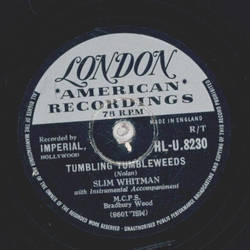 LONDON
"AMERICAN"
RECORDINGS
78 R.P.M
MADE IN ENGLAND
R/T
Recorded by
IMPERIAL,
HOLLYWOOD
HL-U.8230
TUMBLING TUMBLEWEEDS
(Nolan)
SLIM WHITMAN
with Instrumental Accompaniment
M.C.P.S.
Bradbury Wood